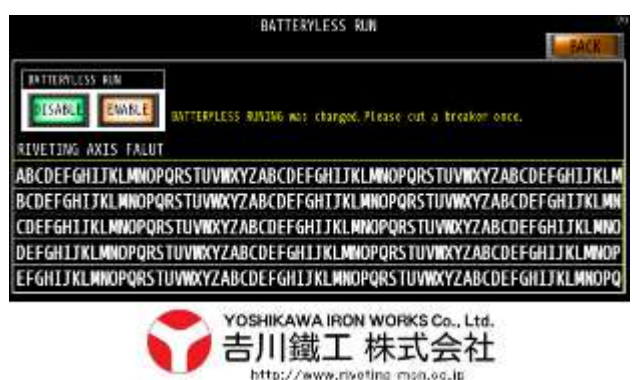 BATTERYLESS RUN
BACK
BATTERYLESS RUN
DISABLE ENABLE
BATTERYLESS RUNING was changed. Please cut a breaker once.
RIVETING AXIS FALUT
ABCDEFGHIJKLMNOPQRSTUVWXYZABCDEFGHIJKLMNOPQRSTUVWXYZABCDEFGHIJKLM
BCDEFGHIJKLMNOPQRSTUVWXYZABCDEFGHIJKLMNOPQRSTUVWXYZABCDEFGHIJKLMN
CDEFGHIJKLMNOPQRSTUVWXYZABCDEFGHIJKLMNOPQRSTUVWXYZABCDEFGHIJKLMNO
DEFGHIJKLMNOPQRSTUVWXYZABCDEFGHIJKLMNOPQRSTUVWXYZABCDEFGHIJKLMNOP
EFGHIJKLMNOPQRSTUVWXYZABCDEFGHIJKLMNOPQRSTUVWXYZABCDEFGHIJKLMNOPQ
YOSHIKAWA IRON WORKS Co., Ltd.
吉川鐵工 株式会社